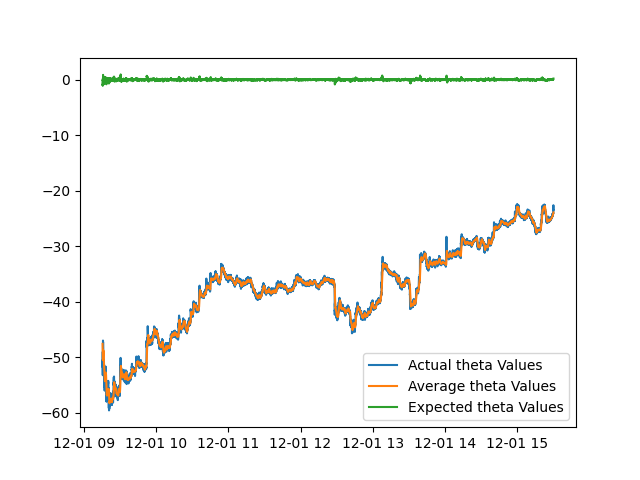 0
−10
−20
−30
−40
−50
−60
12-01 09 12-01 10 12-01 11 12-01 12 12-01 13 12-01 14 12-01 15
Actual theta Values
Average theta Values
Expected theta Values